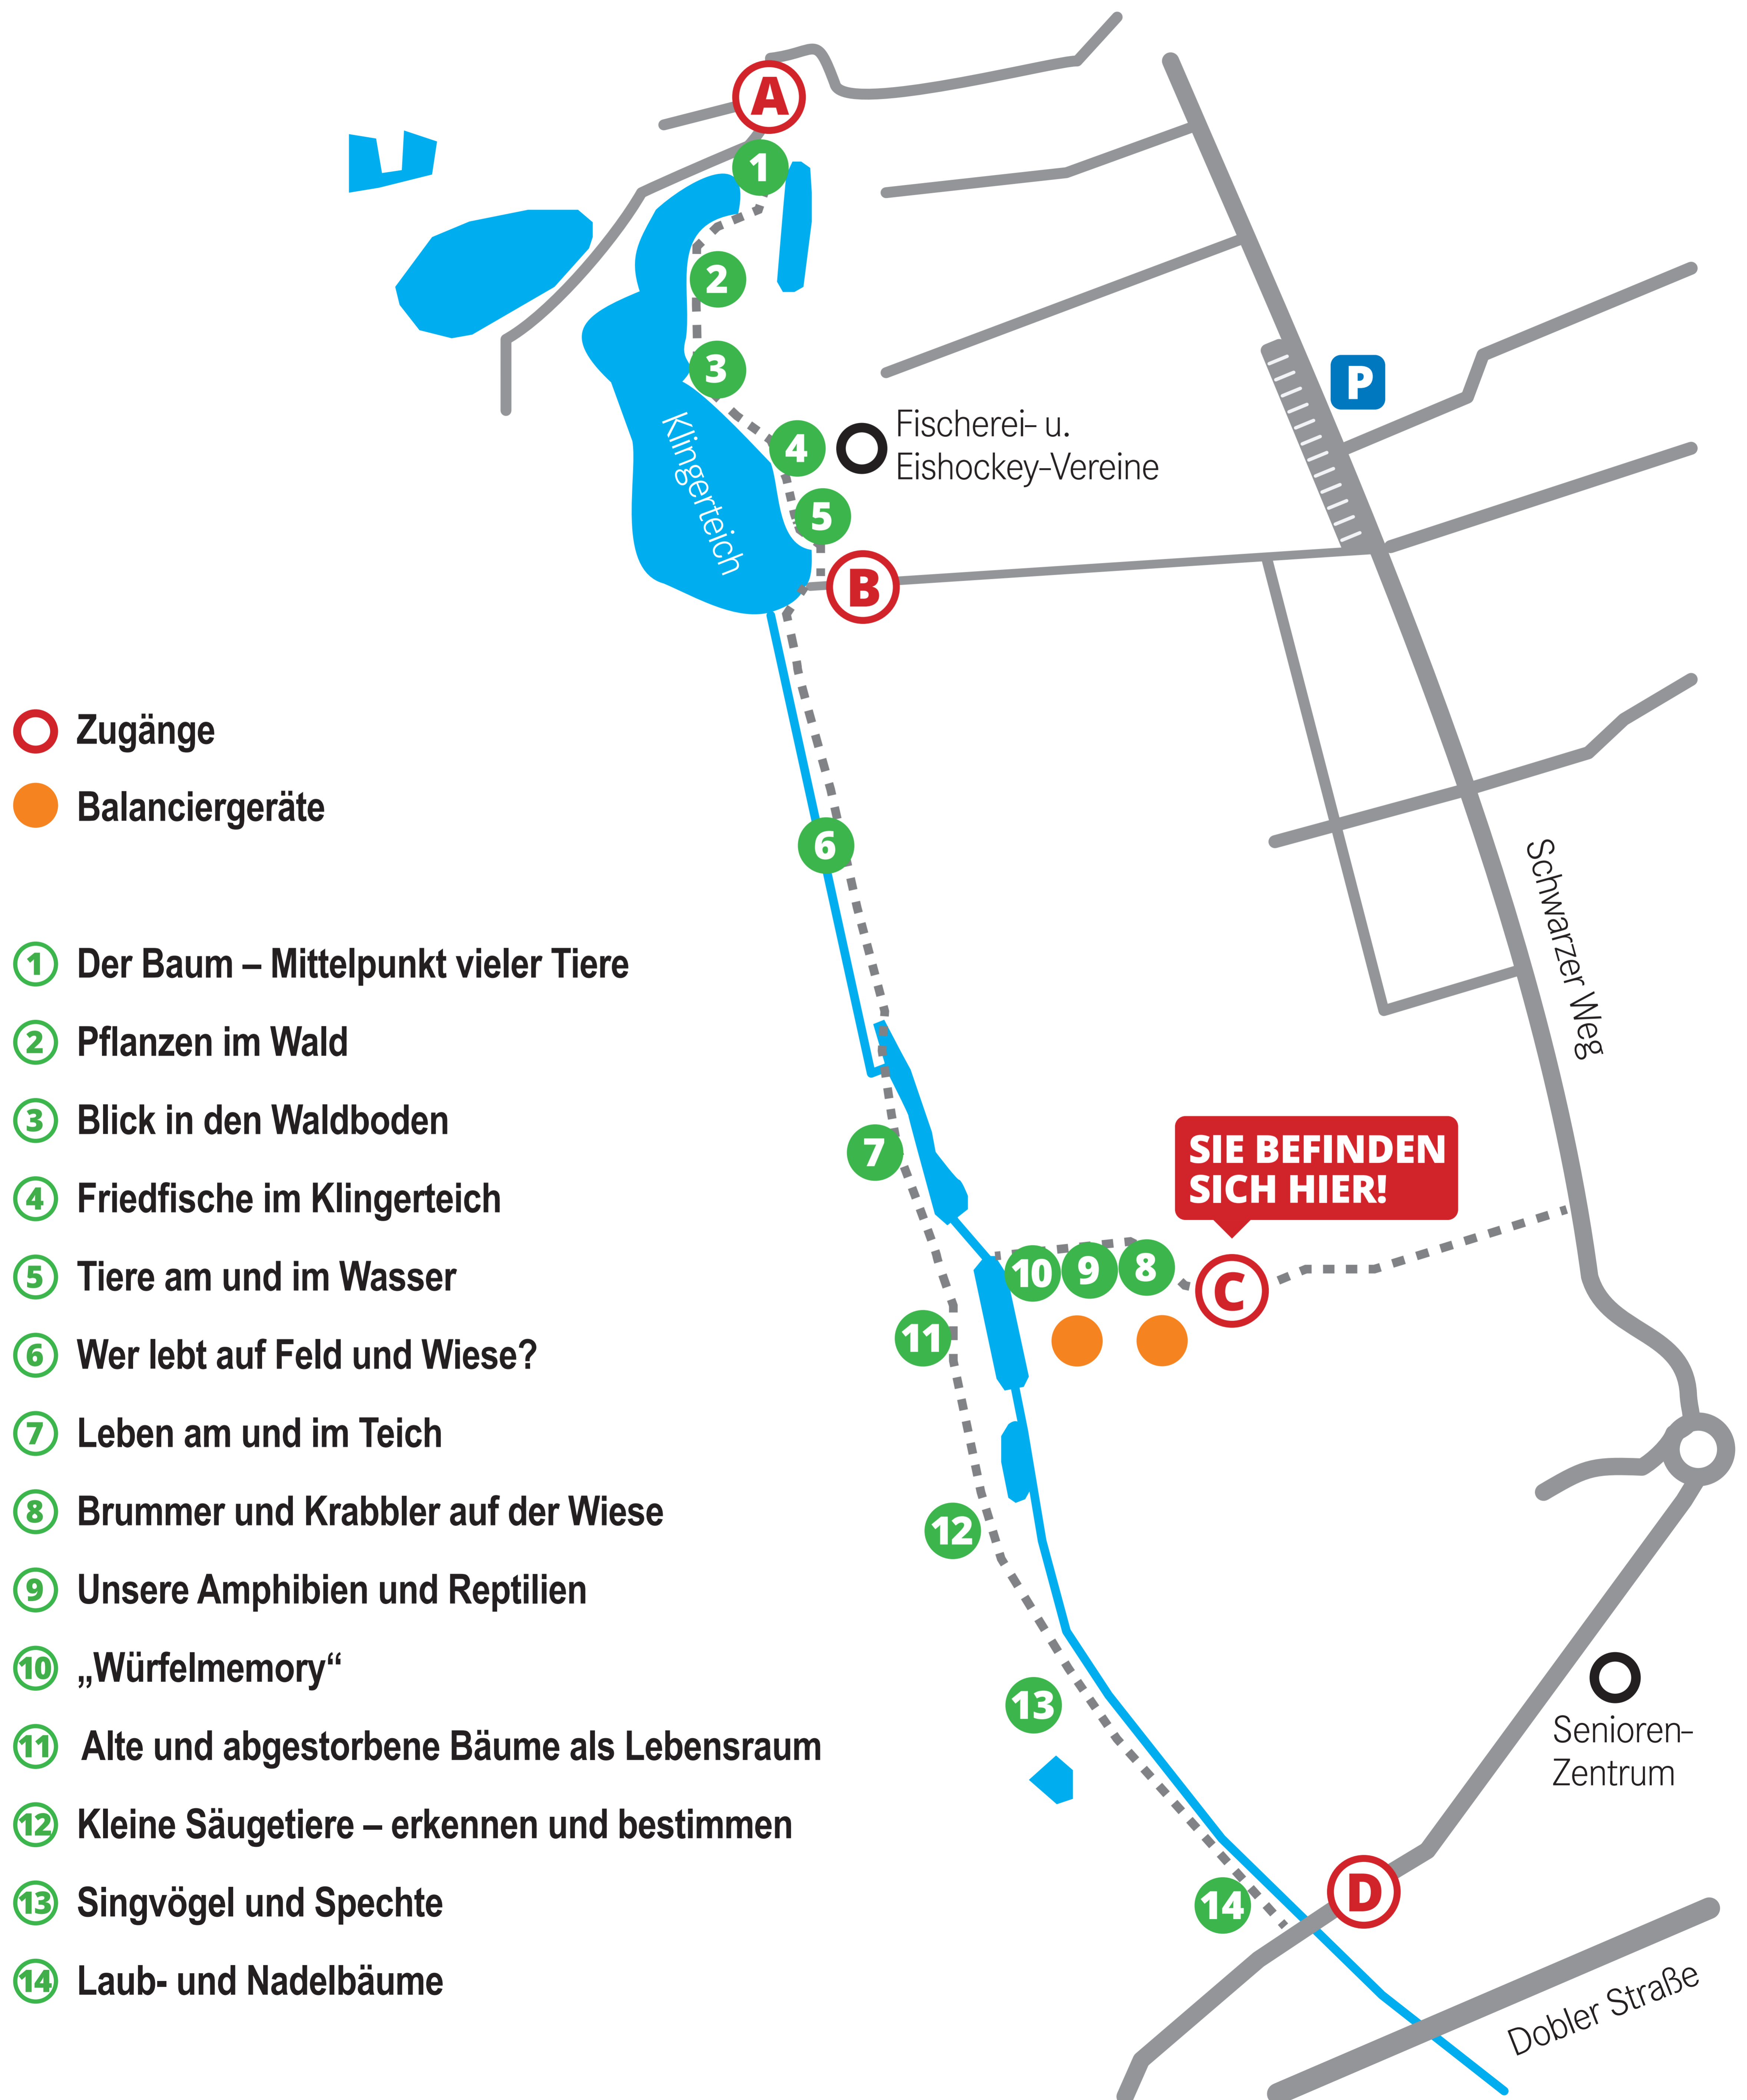 A
1
2
3
P
Fischerei- u.
Eishockey-Vereine
4
Klingerteich
5
B
Zugänge
Balanciergeräte
6
Schwarzer Weg
1 Der Baum – Mittelpunkt vieler Tiere
2 Pflanzen im Wald
3 Blick in den Waldboden
4 Friedfische im Klingerteich
5 Tiere am und im Wasser
6 Wer lebt auf Feld und Wiese?
7 Leben am und im Teich
8 Brummer und Krabbler auf der Wiese
9 Unsere Amphibien und Reptilien
10 „Würfelmemory“
11 Alte und abgestorbene Bäume als Lebensraum
12 Kleine Säugetiere – erkennen und bestimmen
13 Singvögel und Spechte
14 Laub- und Nadelbäume
7
SIE BEFINDEN
SICH HIER!
10
9
8
C
11
12
13
Senioren-
Zentrum
14
D
Dobler Straße